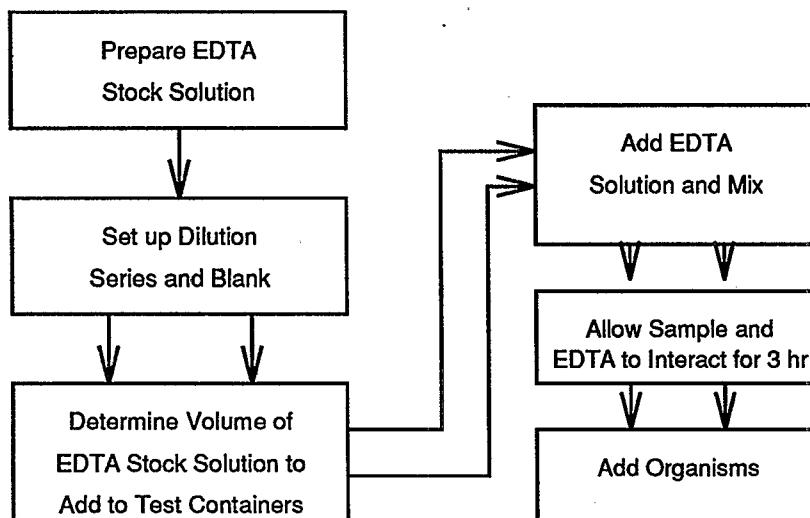 Prepare EDTA
Stock Solution
Set up Dilution
Series and Blank
Determine Volume of
EDTA Stock Solution to
Add to Test Containers
Add EDTA
Solution and Mix
Allow Sample and
EDTA to Interact for 3 hr
Add Organisms